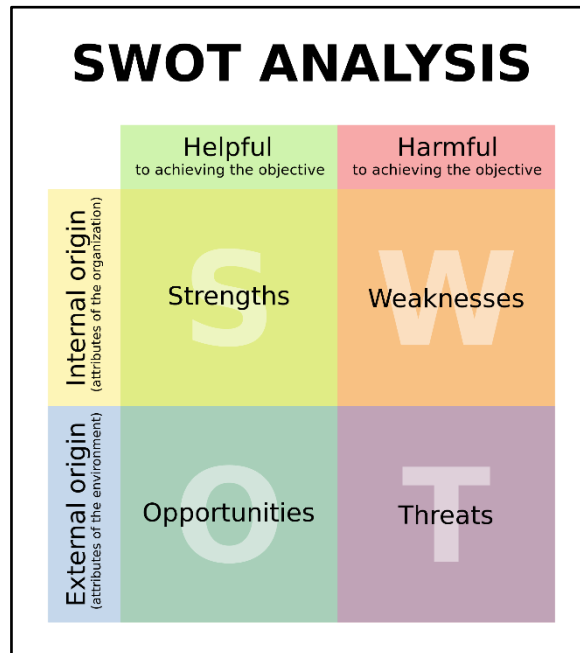 SWOT ANALYSIS
Helpful
to achieving the objective
Harmful
to achieving the objective
Internal origin
(attributes of the organization)
S
Strengths
W
Weaknesses
External origin
(attributes of the environment)
O
Opportunities
T
Threats